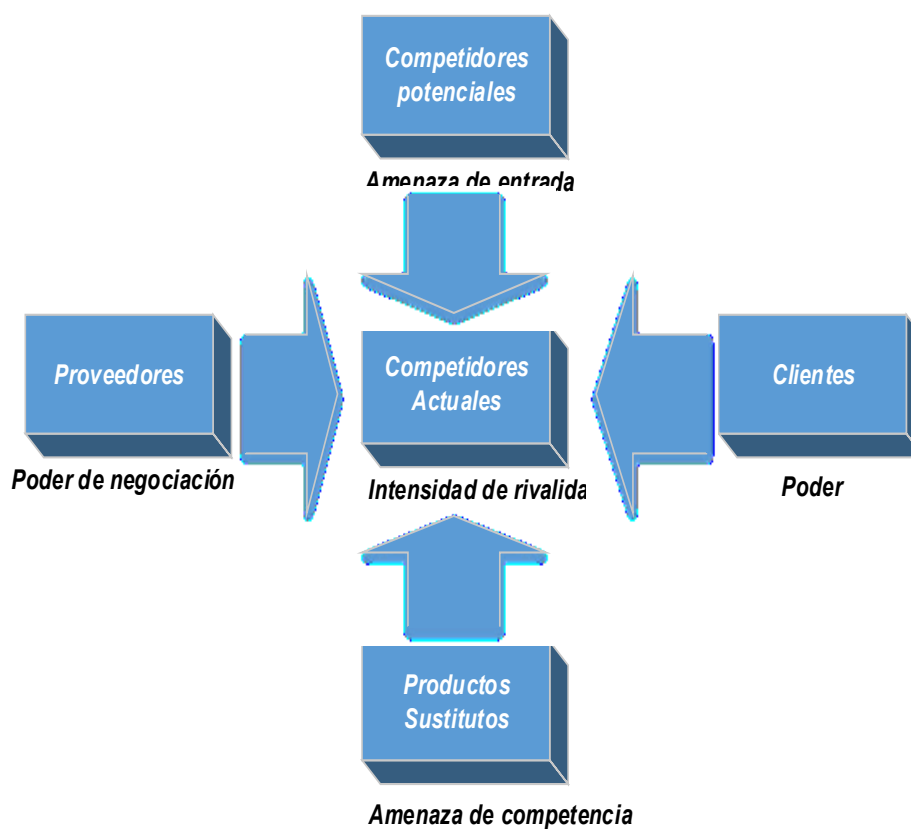 Competidores
potenciales
Amenaza de entrada
Proveedores
Poder de negociación
Competidores
Actuales
Intensidad de rivalida
Clientes
Poder
Productos
Sustitutos
Amenaza de competencia